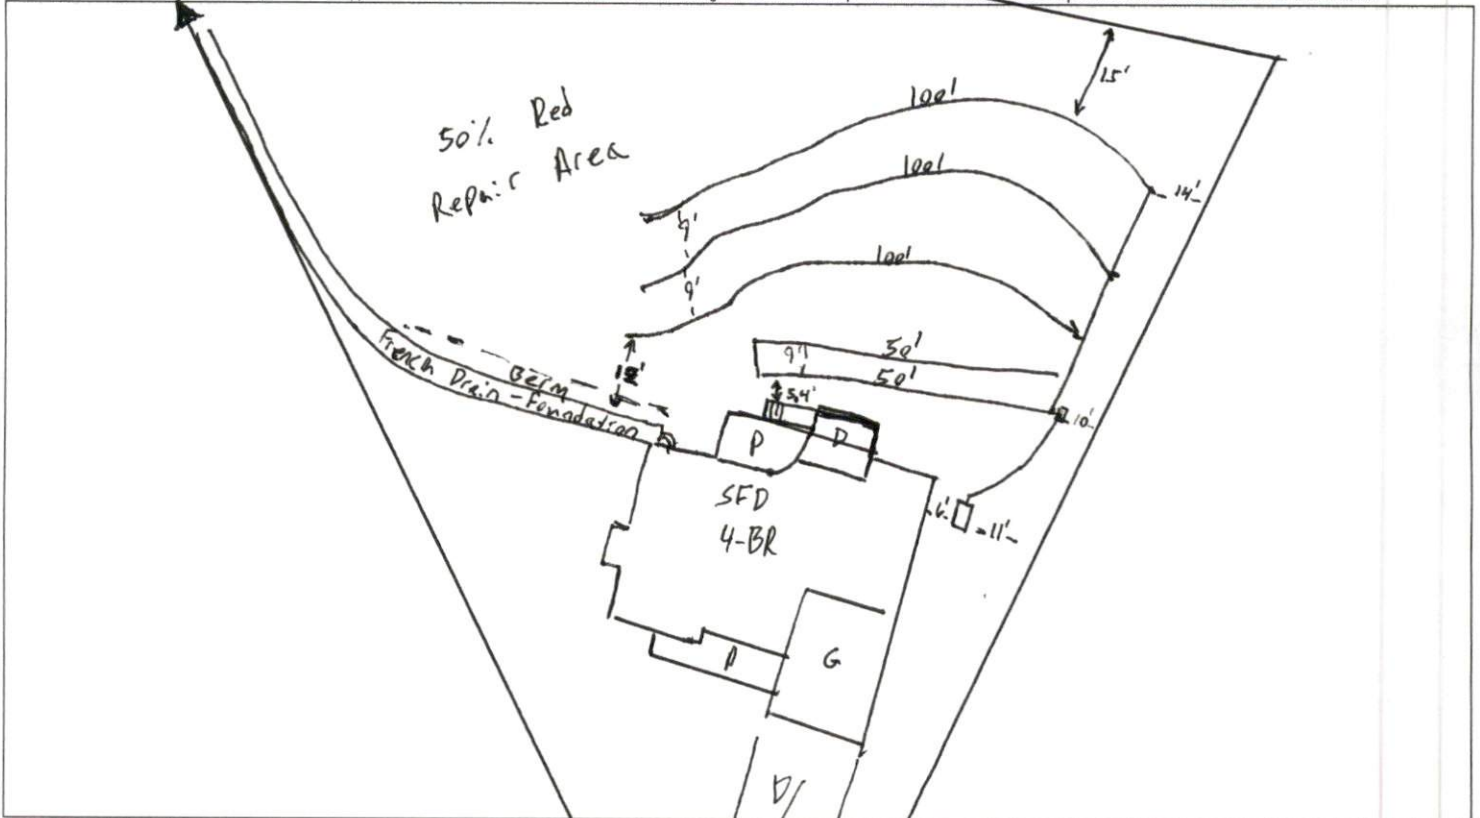 15'
100'
50% Red
Repair Area
100'
14'
9'
100'
9'
50'
9'
50'
Berm
French Drain - Foundation
5.4'
10'
P
D
SFD
6'
11'
4-BR
P
G
D/